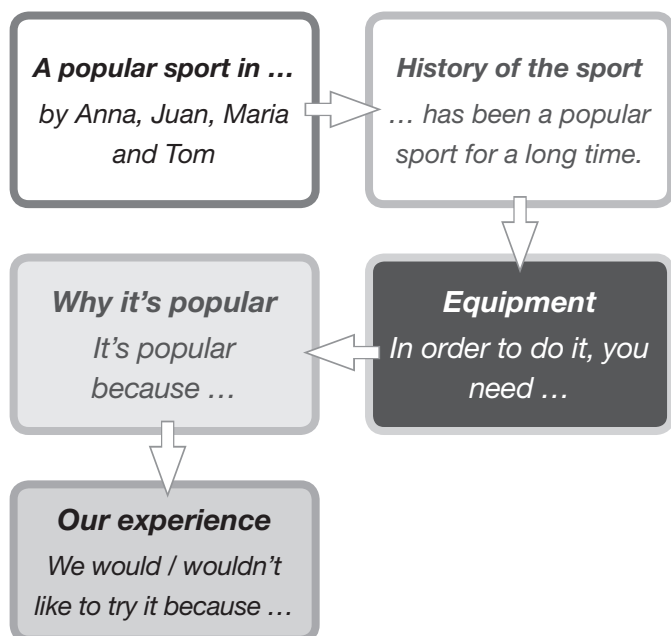 A popular sport in …
by Anna, Juan, Maria
and Tom
History of the sport
… has been a popular
sport for a long time.
Equipment
In order to do it, you
need …
Why it’s popular
It’s popular
because …
Our experience
We would / wouldn’t
like to try it because …